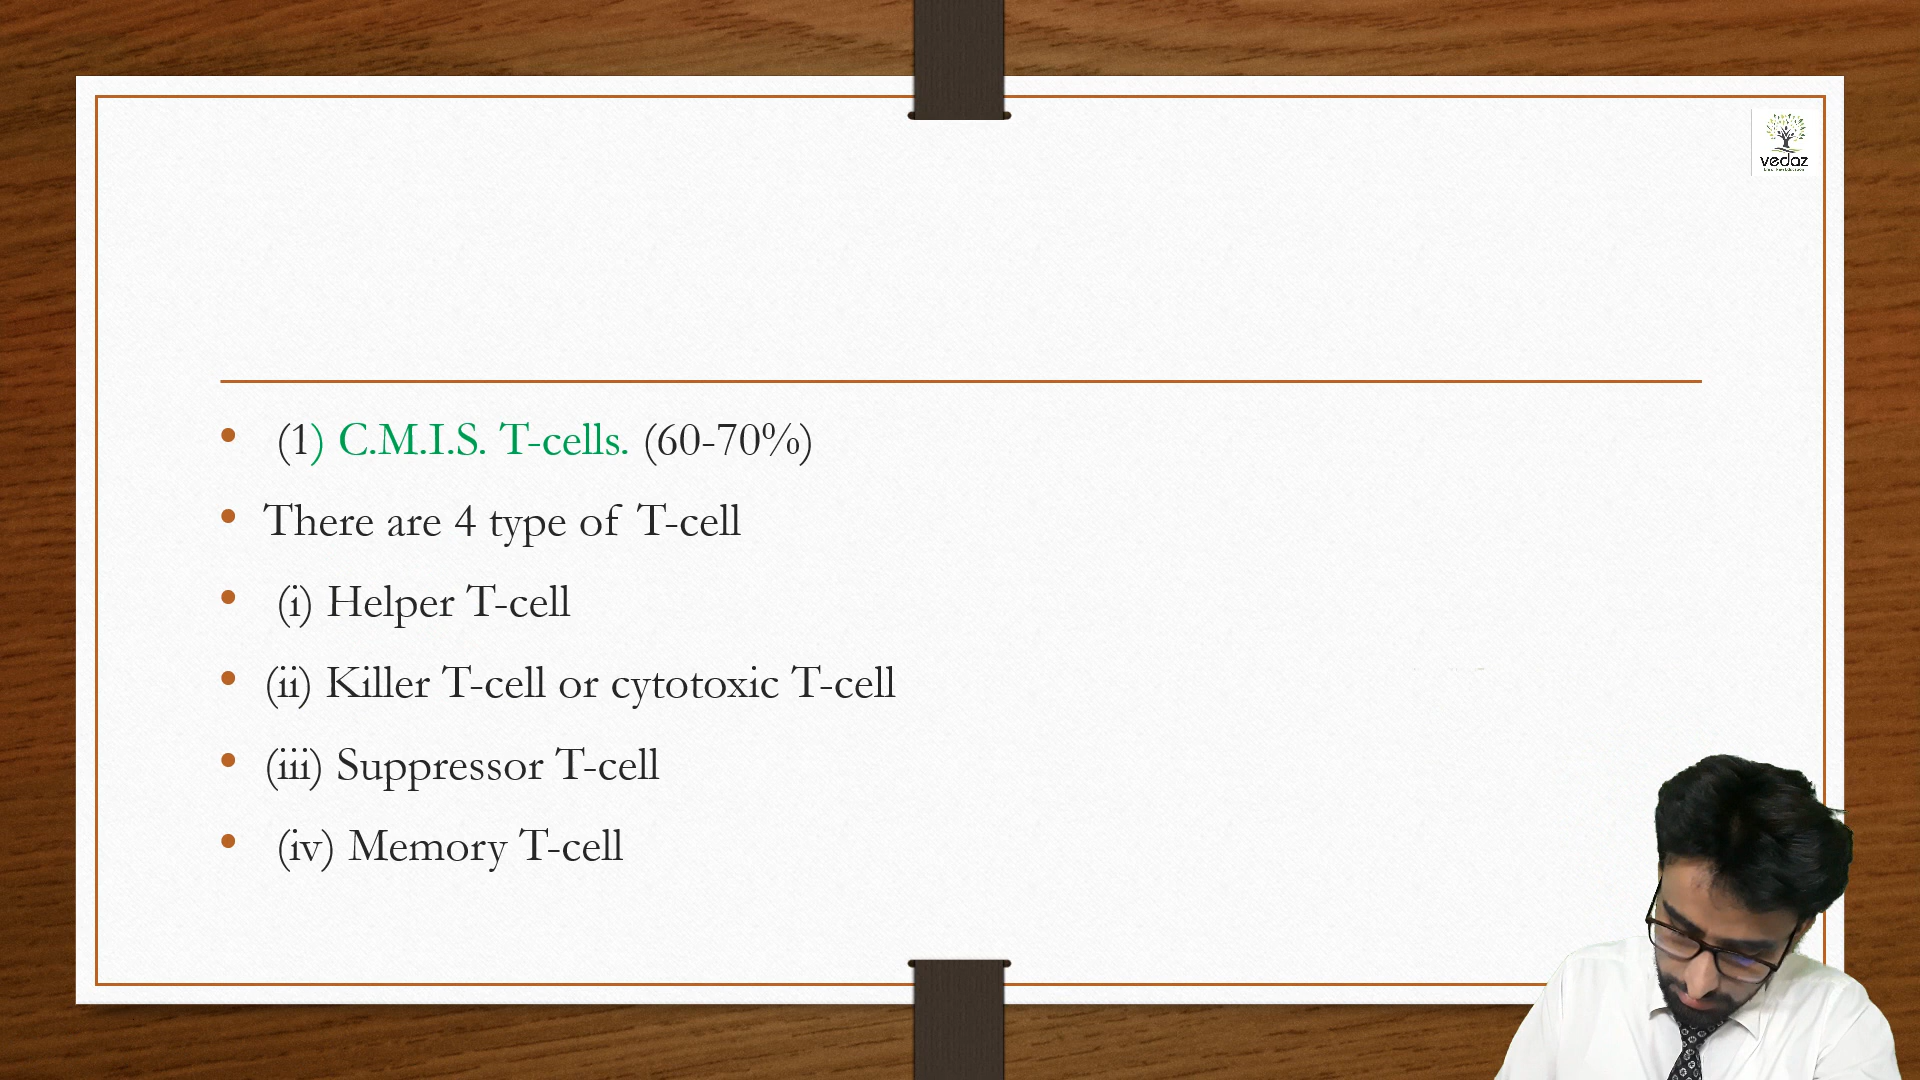 vedaz
(1) C.M.I.S. T-cells. (60-70%)
There are 4 type of T-cell
(i) Helper T-cell
(ii) Killer T-cell or cytotoxic T-cell
(iii) Suppressor T-cell
(iv) Memory T-cell